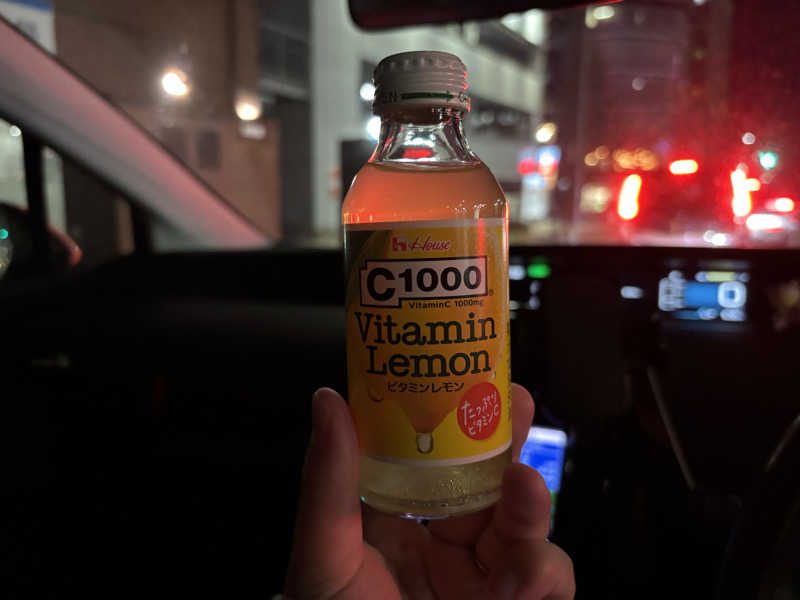 House
C1000®
VitaminC 1000mg
Vitamin
Lemon
ビタミンレモン
たっぷり
ビタミンC